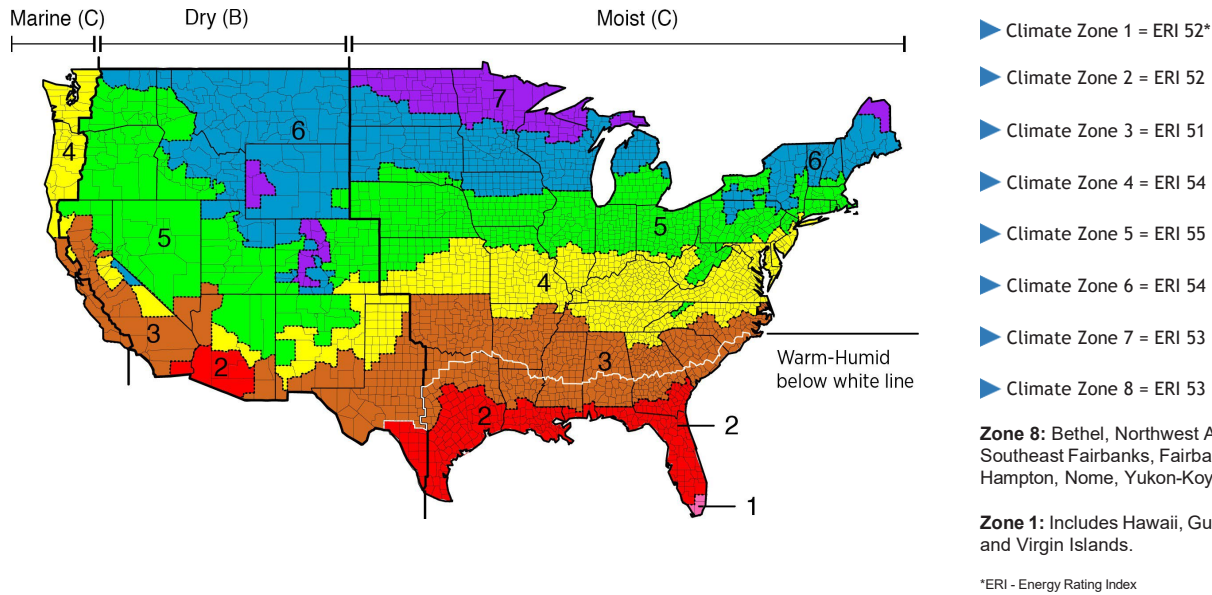 Marine (C)
Dry (B)
Moist (C)
7
6
4
6
5
5
4
3
3
2
2
2
1
Warm-Humid
below white line
Climate Zone 1 = ERI 52*
Climate Zone 2 = ERI 52
Climate Zone 3 = ERI 51
Climate Zone 4 = ERI 54
Climate Zone 5 = ERI 55
Climate Zone 6 = ERI 54
Climate Zone 7 = ERI 53
Climate Zone 8 = ERI 53
Zone 8: Bethel, Northwest A
Southeast Fairbanks, Fairba
Hampton, Nome, Yukon-Koy
Zone 1: Includes Hawaii, Gu
and Virgin Islands.
*ERI - Energy Rating Index